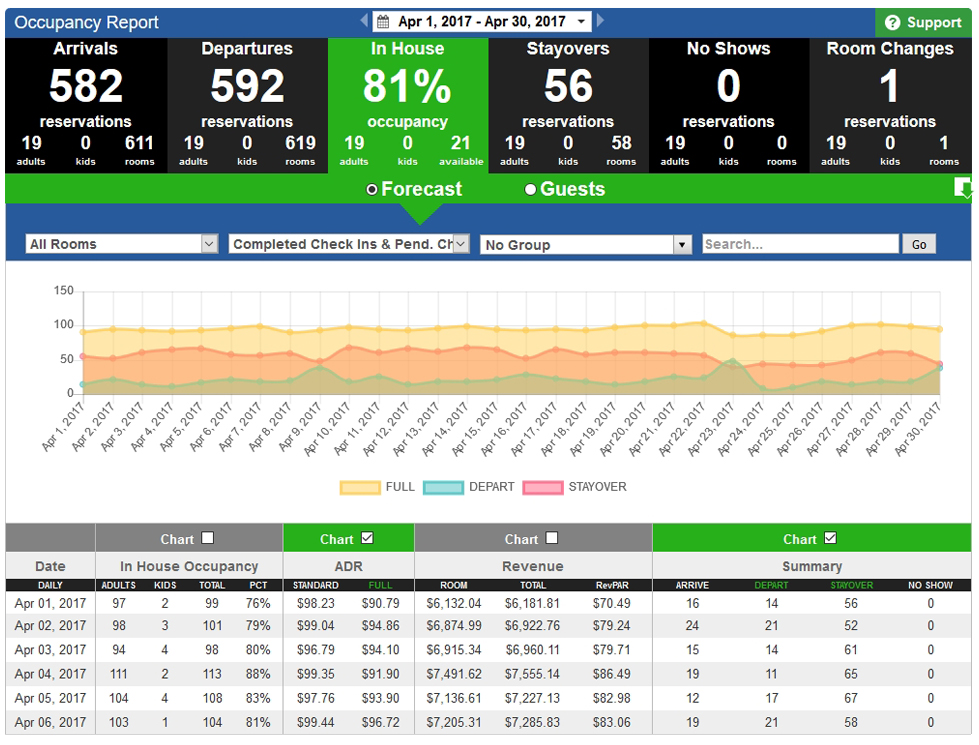 Occupancy Report
Apr 1, 2017 - Apr 30, 2017
? Support
Arrivals Departures In House Stayovers No Shows Room Changes
582 592 81% 56 0 1
reservations reservations occupancy reservations reservations reservations
19 0 611 19 0 619 19 0 21 19 0 58 19 0 0 19 0 1
adults kids rooms adults kids rooms adults kids available adults kids rooms adults kids rooms adults kids rooms
Forecast Guests
All Rooms Completed Check Ins & Pend. Ch No Group Search... Go
150
100
50
0
Apr 1, 2017 Apr 2, 2017 Apr 3, 2017 Apr 4, 2017 Apr 5, 2017 Apr 6, 2017 Apr 7, 2017 Apr 8, 2017 Apr 9, 2017 Apr 10, 2017 Apr 11, 2017 Apr 12, 2017 Apr 13, 2017 Apr 14, 2017 Apr 15, 2017 Apr 16, 2017 Apr 17, 2017 Apr 18, 2017 Apr 19, 2017 Apr 20, 2017 Apr 21, 2017 Apr 22, 2017 Apr 23, 2017 Apr 24, 2017 Apr 25, 2017 Apr 26, 2017 Apr 27, 2017 Apr 28, 2017 Apr 29, 2017 Apr 30, 2017
FULL DEPART STAYOVER
Chart Chart Chart Chart
Date In House Occupancy ADR Revenue Summary
DAILY ADULTS KIDS TOTAL PCT STANDARD FULL ROOM TOTAL RevPAR ARRIVE DEPART STAYOVER NO SHOW
Apr 01, 2017 97 2 99 76% $98.23 $90.79 $6,132.04 $6,181.81 $70.49 16 14 56 0
Apr 02, 2017 98 3 101 79% $99.04 $94.86 $6,874.99 $6,922.76 $79.24 24 21 52 0
Apr 03, 2017 94 4 98 80% $96.79 $94.10 $6,915.34 $6,960.11 $79.71 15 14 61 0
Apr 04, 2017 111 2 113 88% $99.35 $91.90 $7,491.62 $7,555.14 $86.49 19 11 65 0
Apr 05, 2017 104 4 108 83% $97.76 $93.90 $7,136.61 $7,227.13 $82.98 12 17 67 0
Apr 06, 2017 103 1 104 81% $99.44 $96.72 $7,205.31 $7,285.83 $83.06 19 21 58 0